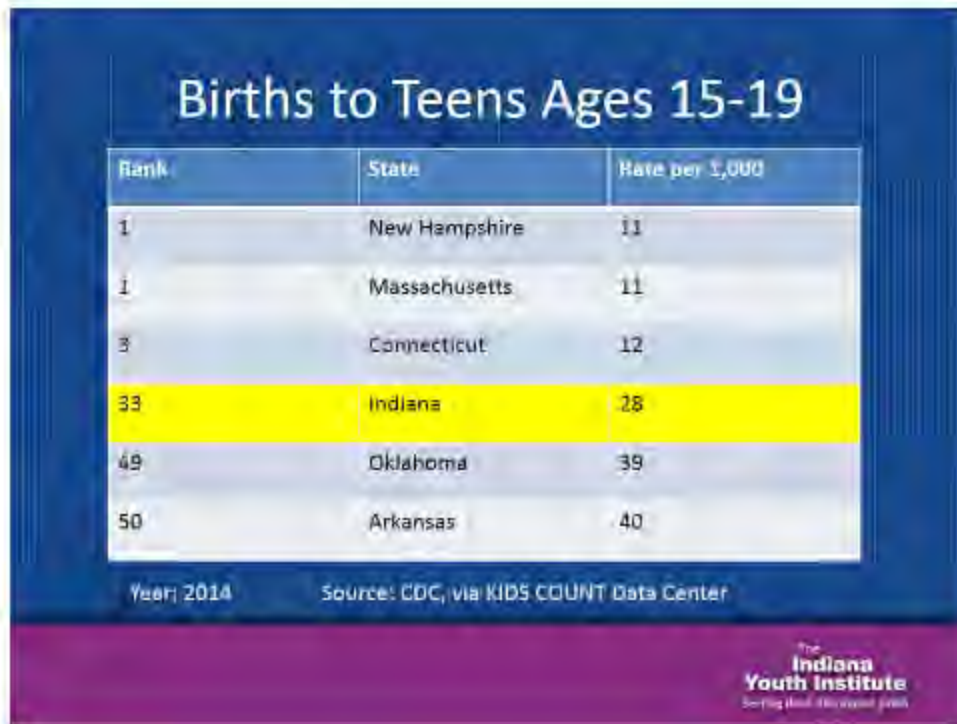 Births to Teens Ages 15-19
Rank State Rate per 1,000
1 New Hampshire 11
1 Massachusetts 11
3 Connecticut 12
33 Indiana 28
49 Oklahoma 39
50 Arkansas 40
Year: 2014 Source: CDC, via KIDS COUNT Data Center
The
Indiana
Youth Institute